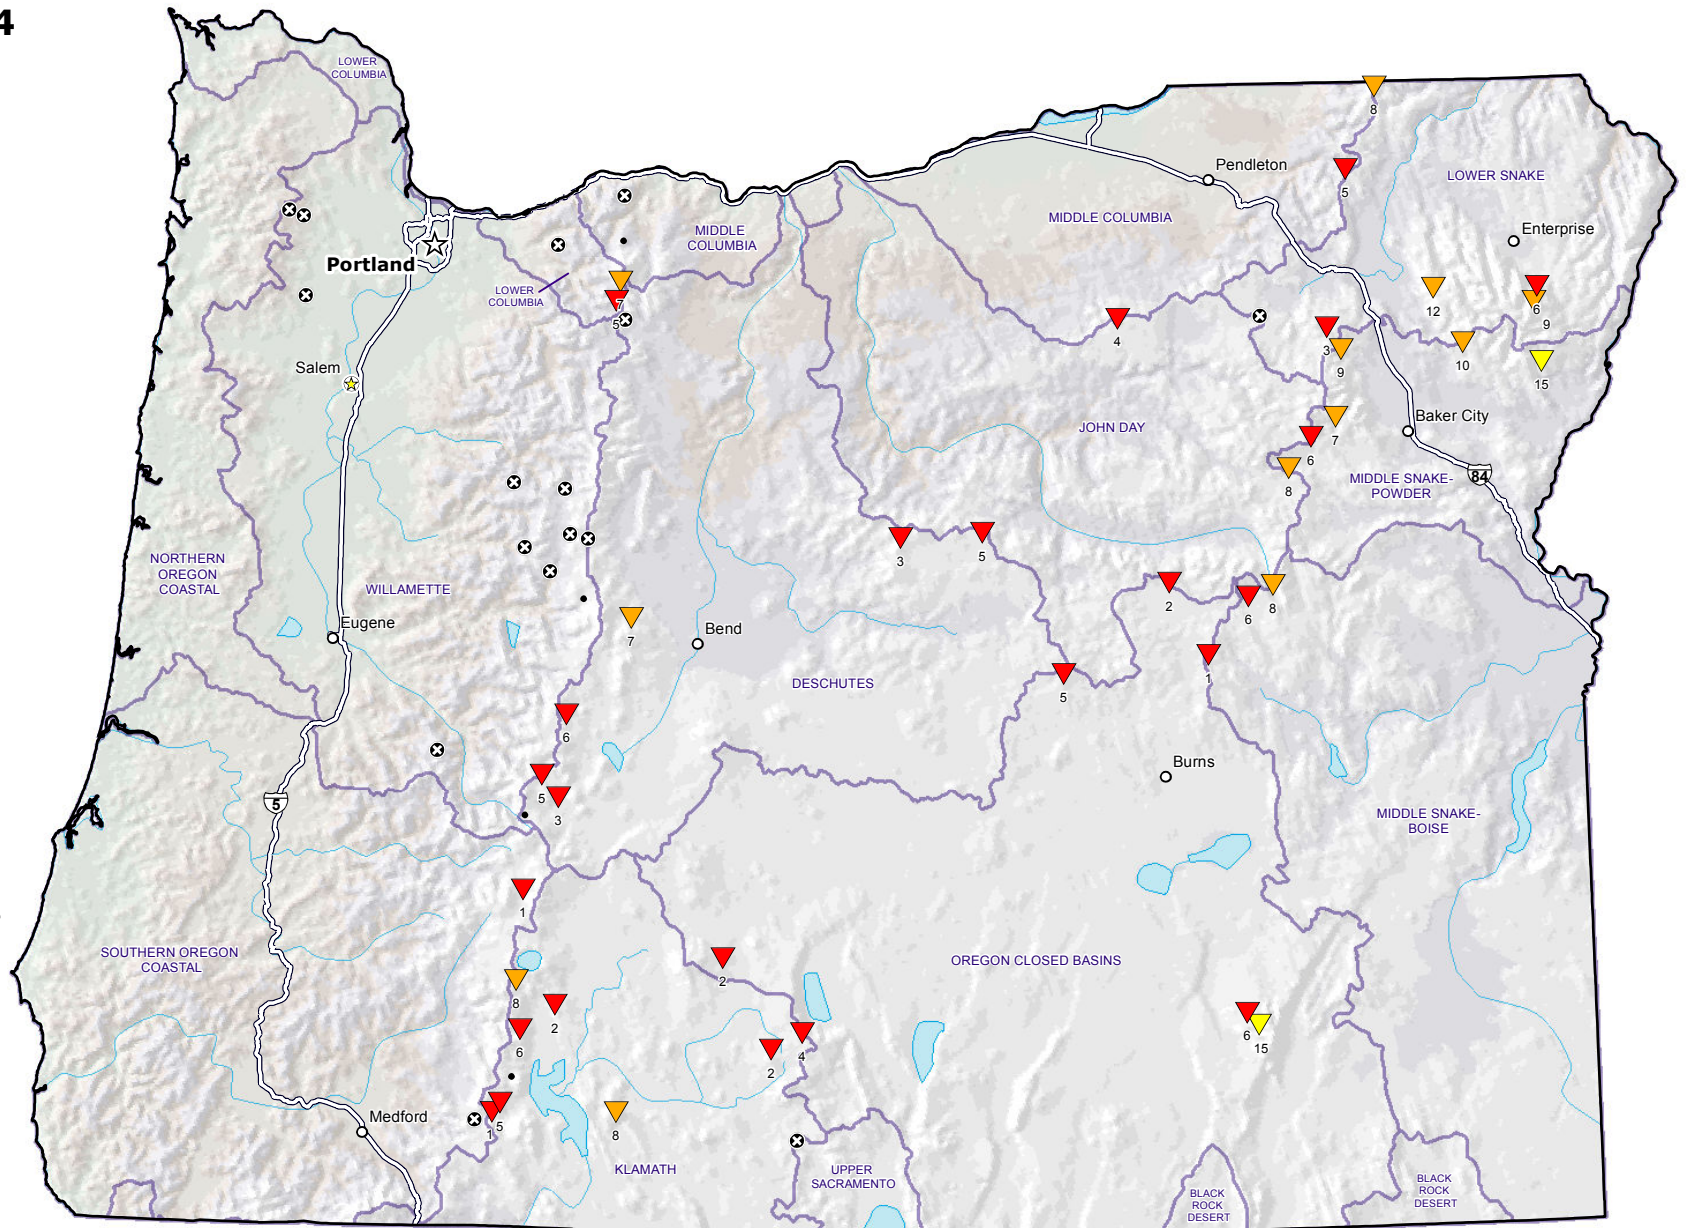 4
LOWER
COLUMBIA
8
Pendleton
5
LOWER SNAKE
MIDDLE COLUMBIA
MIDDLE
COLUMBIA
Enterprise
Portland
LOWER
COLUMBIA
7
5
12
6
9
4
3
9
10
15
Salem
Baker City
JOHN DAY
7
6
8
84
MIDDLE SNAKE-
POWDER
3
5
NORTHERN
OREGON
COASTAL
WILLAMETTE
2
6
8
Eugene
Bend
7
1
DESCHUTES
5
6
Burns
5
3
5
MIDDLE SNAKE-
BOISE
1
SOUTHERN OREGON
COASTAL
OREGON CLOSED BASINS
2
8
2
6
4
2
6
15
Medford
1
5
8
KLAMATH
UPPER
SACRAMENTO
BLACK
ROCK
DESERT
BLACK
ROCK
DESERT